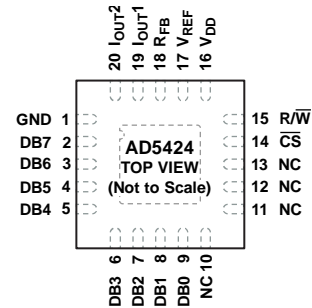 20 IOUT2
19 IOUT1
18 RFB
17 VREF
16 VDD
GND 1
DB7 2
DB6 3
DB5 4
DB4 5
AD5424
TOP VIEW
(Not to Scale)
15 R/W̅
14 C̅S̅
13 NC
12 NC
11 NC
DB3 6
DB2 7
DB1 8
DB0 9
NC 10